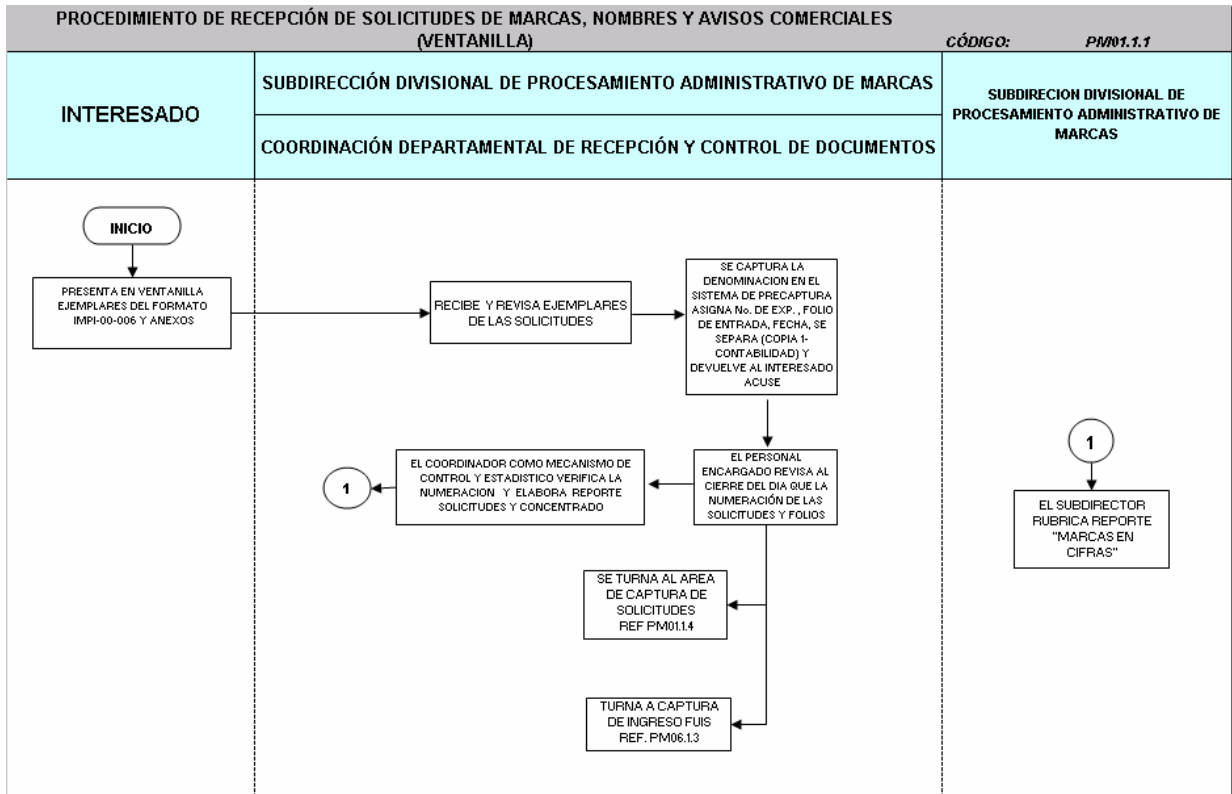 PROCEDIMIENTO DE RECEPCIÓN DE SOLICITUDES DE MARCAS, NOMBRES Y AVISOS COMERCIALES
(VENTANILLA)
CÓDIGO: PM01.1.1
INTERESADO
SUBDIRECCIÓN DIVISIONAL DE PROCESAMIENTO ADMINISTRATIVO DE MARCAS
COORDINACIÓN DEPARTAMENTAL DE RECEPCIÓN Y CONTROL DE DOCUMENTOS
SUBDIRECION DIVISIONAL DE
PROCESAMIENTO ADMINISTRATIVO DE
MARCAS
INICIO
PRESENTA EN VENTANILLA
EJEMPLARES DEL FORMATO
IMPI-00-006 Y ANEXOS
RECIBE Y REVISA EJEMPLARES
DE LAS SOLICITUDES
SE CAPTURA LA
DENOMINACION EN EL
SISTEMA DE PRECAPTURA
ASIGNA No. DE EXP., FOLIO
DE ENTRADA, FECHA, SE
SEPARA (COPIA 1-
CONTABILIDAD) Y
DEVUELVE AL INTERESADO
ACUSE
EL PERSONAL
ENCARGADO REVISA AL
CIERRE DEL DIA QUE LA
NUMERACIÓN DE LAS
SOLICITUDES Y FOLIOS
EL COORDINADOR COMO MECANISMO DE
CONTROL Y ESTADISTICO VERIFICA LA
NUMERACION Y ELABORA REPORTE
SOLICITUDES Y CONCENTRADO
1
SE TURNA AL AREA
DE CAPTURA DE
SOLICITUDES
REF PM01.1.4
TURNA A CAPTURA
DE INGRESO FUIS
REF. PM06.1.3
1
EL SUBDIRECTOR
RUBRICA REPORTE
"MARCAS EN
CIFRAS"